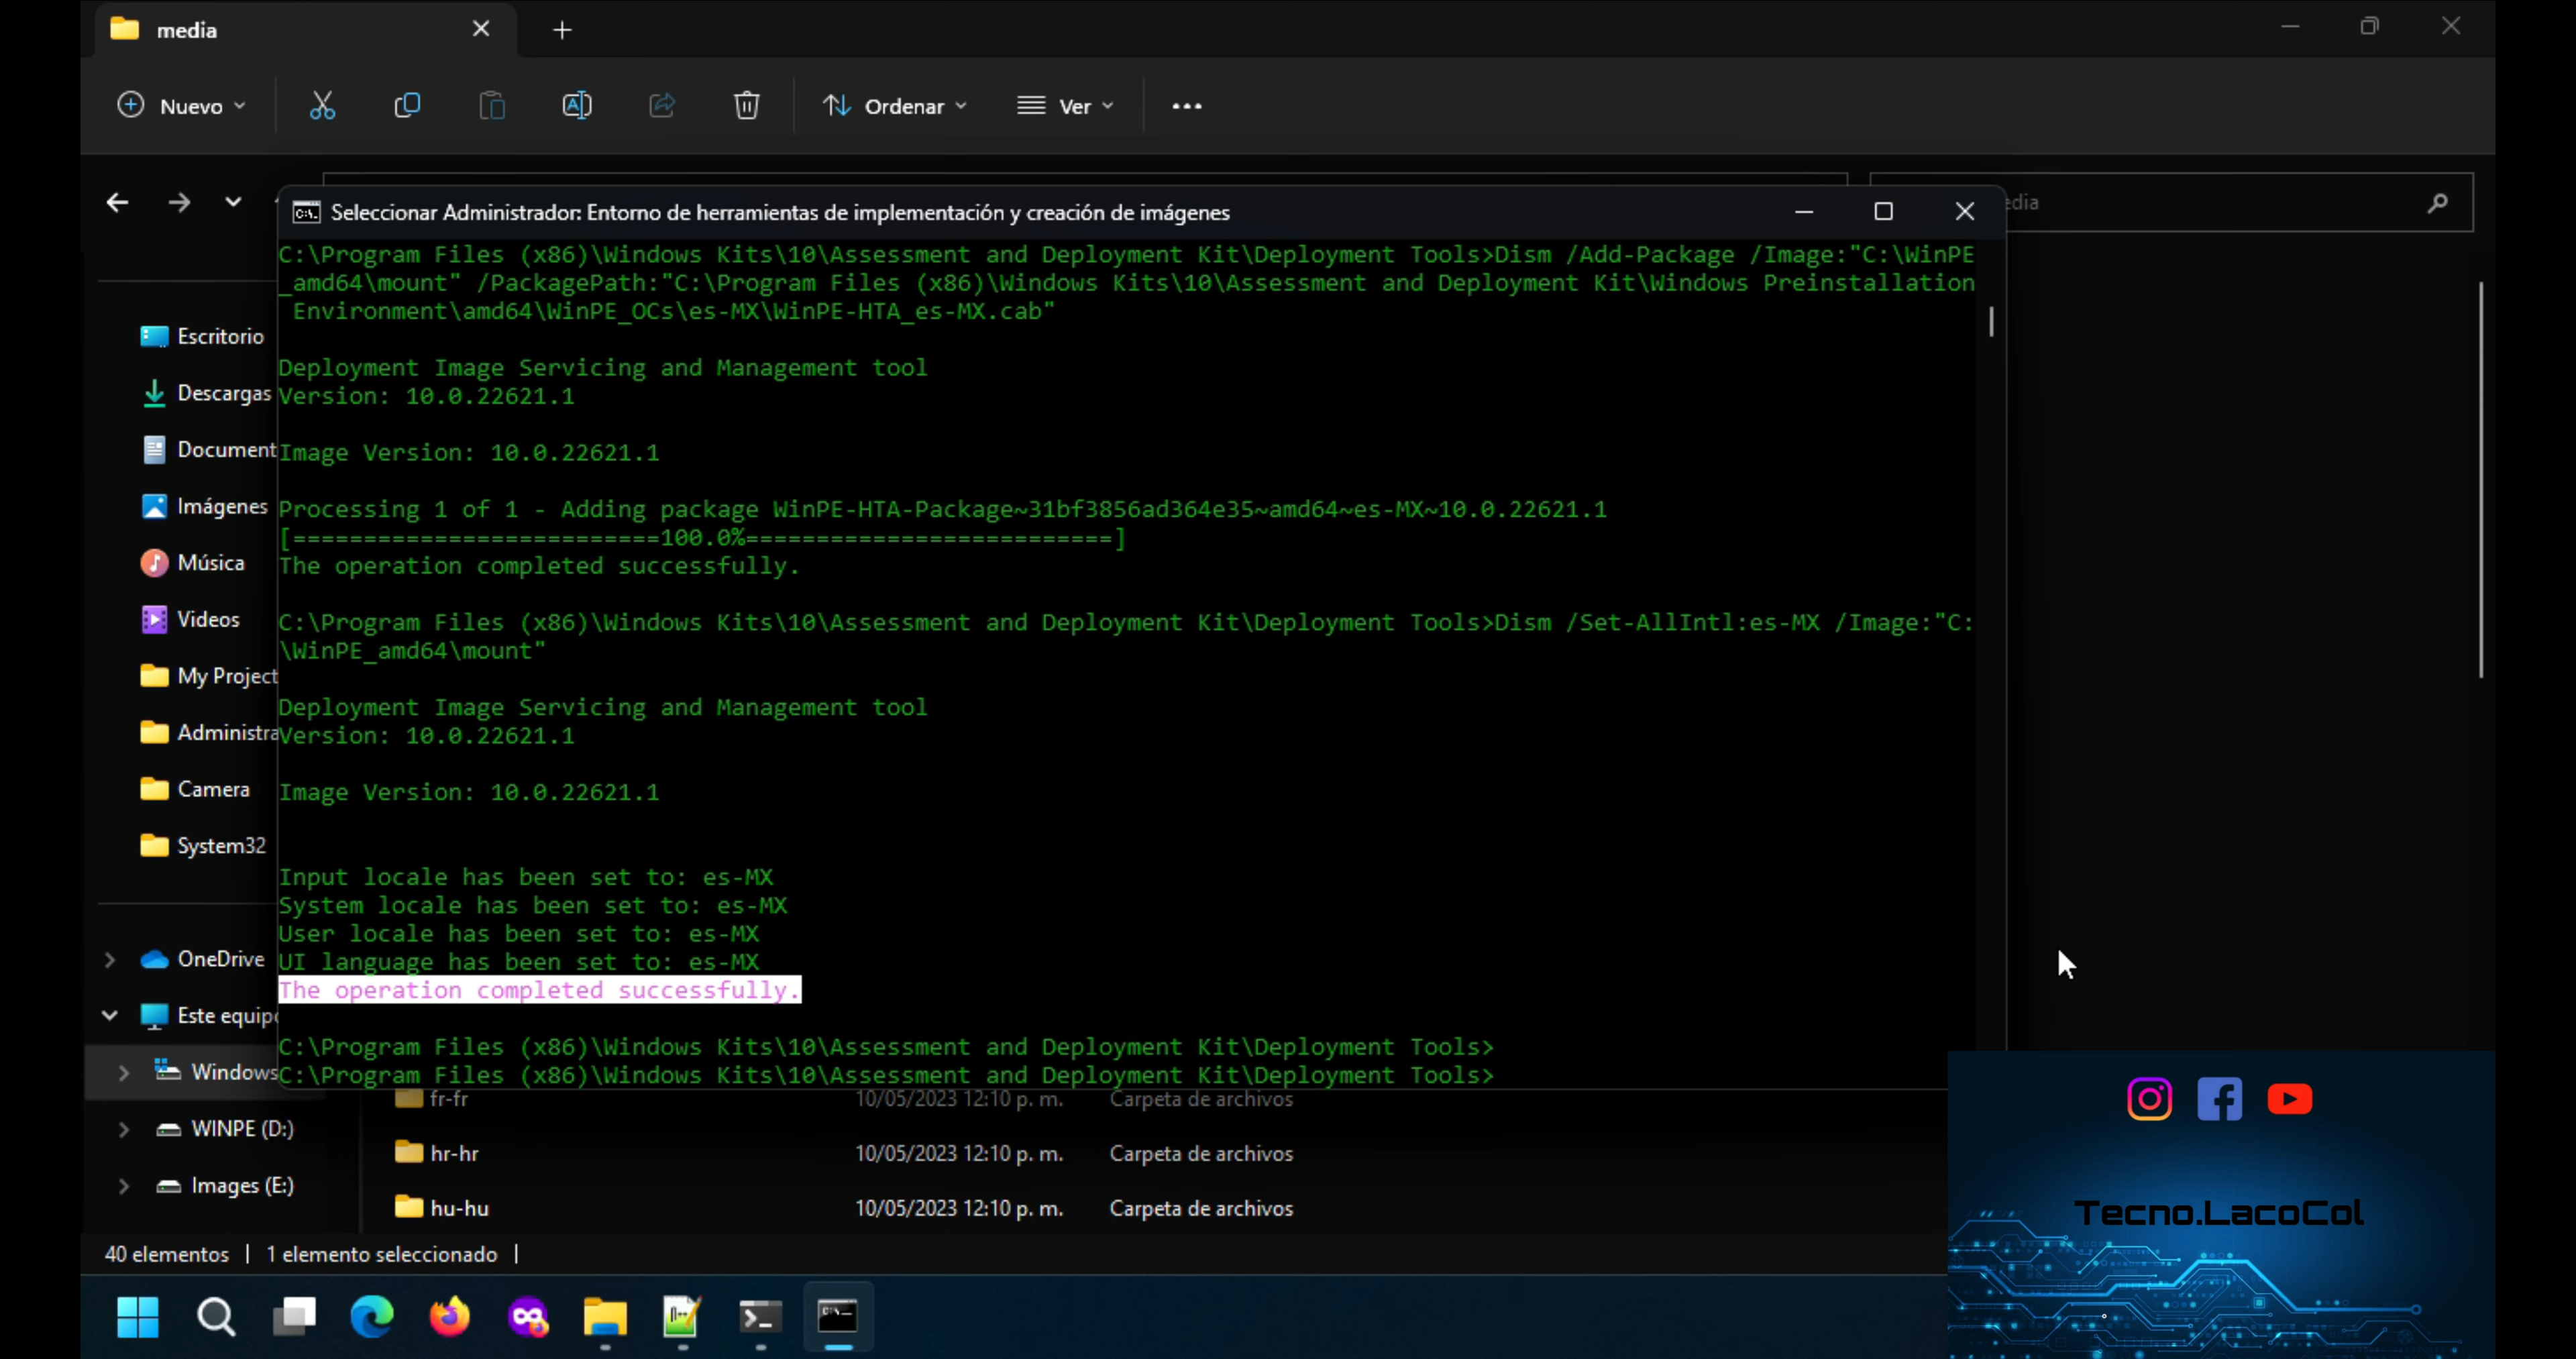 media
Nuevo
Ordenar
Ver
edia
Seleccionar Administrador: Entorno de herramientas de implementación y creación de imágenes
C:\Program Files (x86)\Windows Kits\10\Assessment and Deployment Kit\Deployment Tools>Dism /Add-Package /Image:"C:\WinPE
_amd64\mount" /PackagePath:"C:\Program Files (x86)\Windows Kits\10\Assessment and Deployment Kit\Windows Preinstallation
Environment\amd64\WinPE_OCs\es-MX\WinPE-HTA_es-MX.cab"
Deployment Image Servicing and Management tool
Version: 10.0.22621.1
Image Version: 10.0.22621.1
Processing 1 of 1 - Adding package WinPE-HTA-Package~31bf3856ad364e35~amd64~es-MX~10.0.22621.1
[==========================100.0%==========================]
The operation completed successfully.
C:\Program Files (x86)\Windows Kits\10\Assessment and Deployment Kit\Deployment Tools>Dism /Set-AllIntl:es-MX /Image:"C:
\WinPE_amd64\mount"
Deployment Image Servicing and Management tool
Version: 10.0.22621.1
Image Version: 10.0.22621.1
Input locale has been set to: es-MX
System locale has been set to: es-MX
User locale has been set to: es-MX
UI language has been set to: es-MX
The operation completed successfully.
C:\Program Files (x86)\Windows Kits\10\Assessment and Deployment Kit\Deployment Tools>
C:\Program Files (x86)\Windows Kits\10\Assessment and Deployment Kit\Deployment Tools>
Escritorio
Descargas
Document
Imágenes
Música
Videos
My Project
Administra
Camera
System32
OneDrive
Este equipo
Windows
WINPE (D:)
Images (E:)
fr-fr 10/05/2023 12:10 p. m. Carpeta de archivos
hr-hr 10/05/2023 12:10 p. m. Carpeta de archivos
hu-hu 10/05/2023 12:10 p. m. Carpeta de archivos
40 elementos
1 elemento seleccionado
Tecno.LacoCol